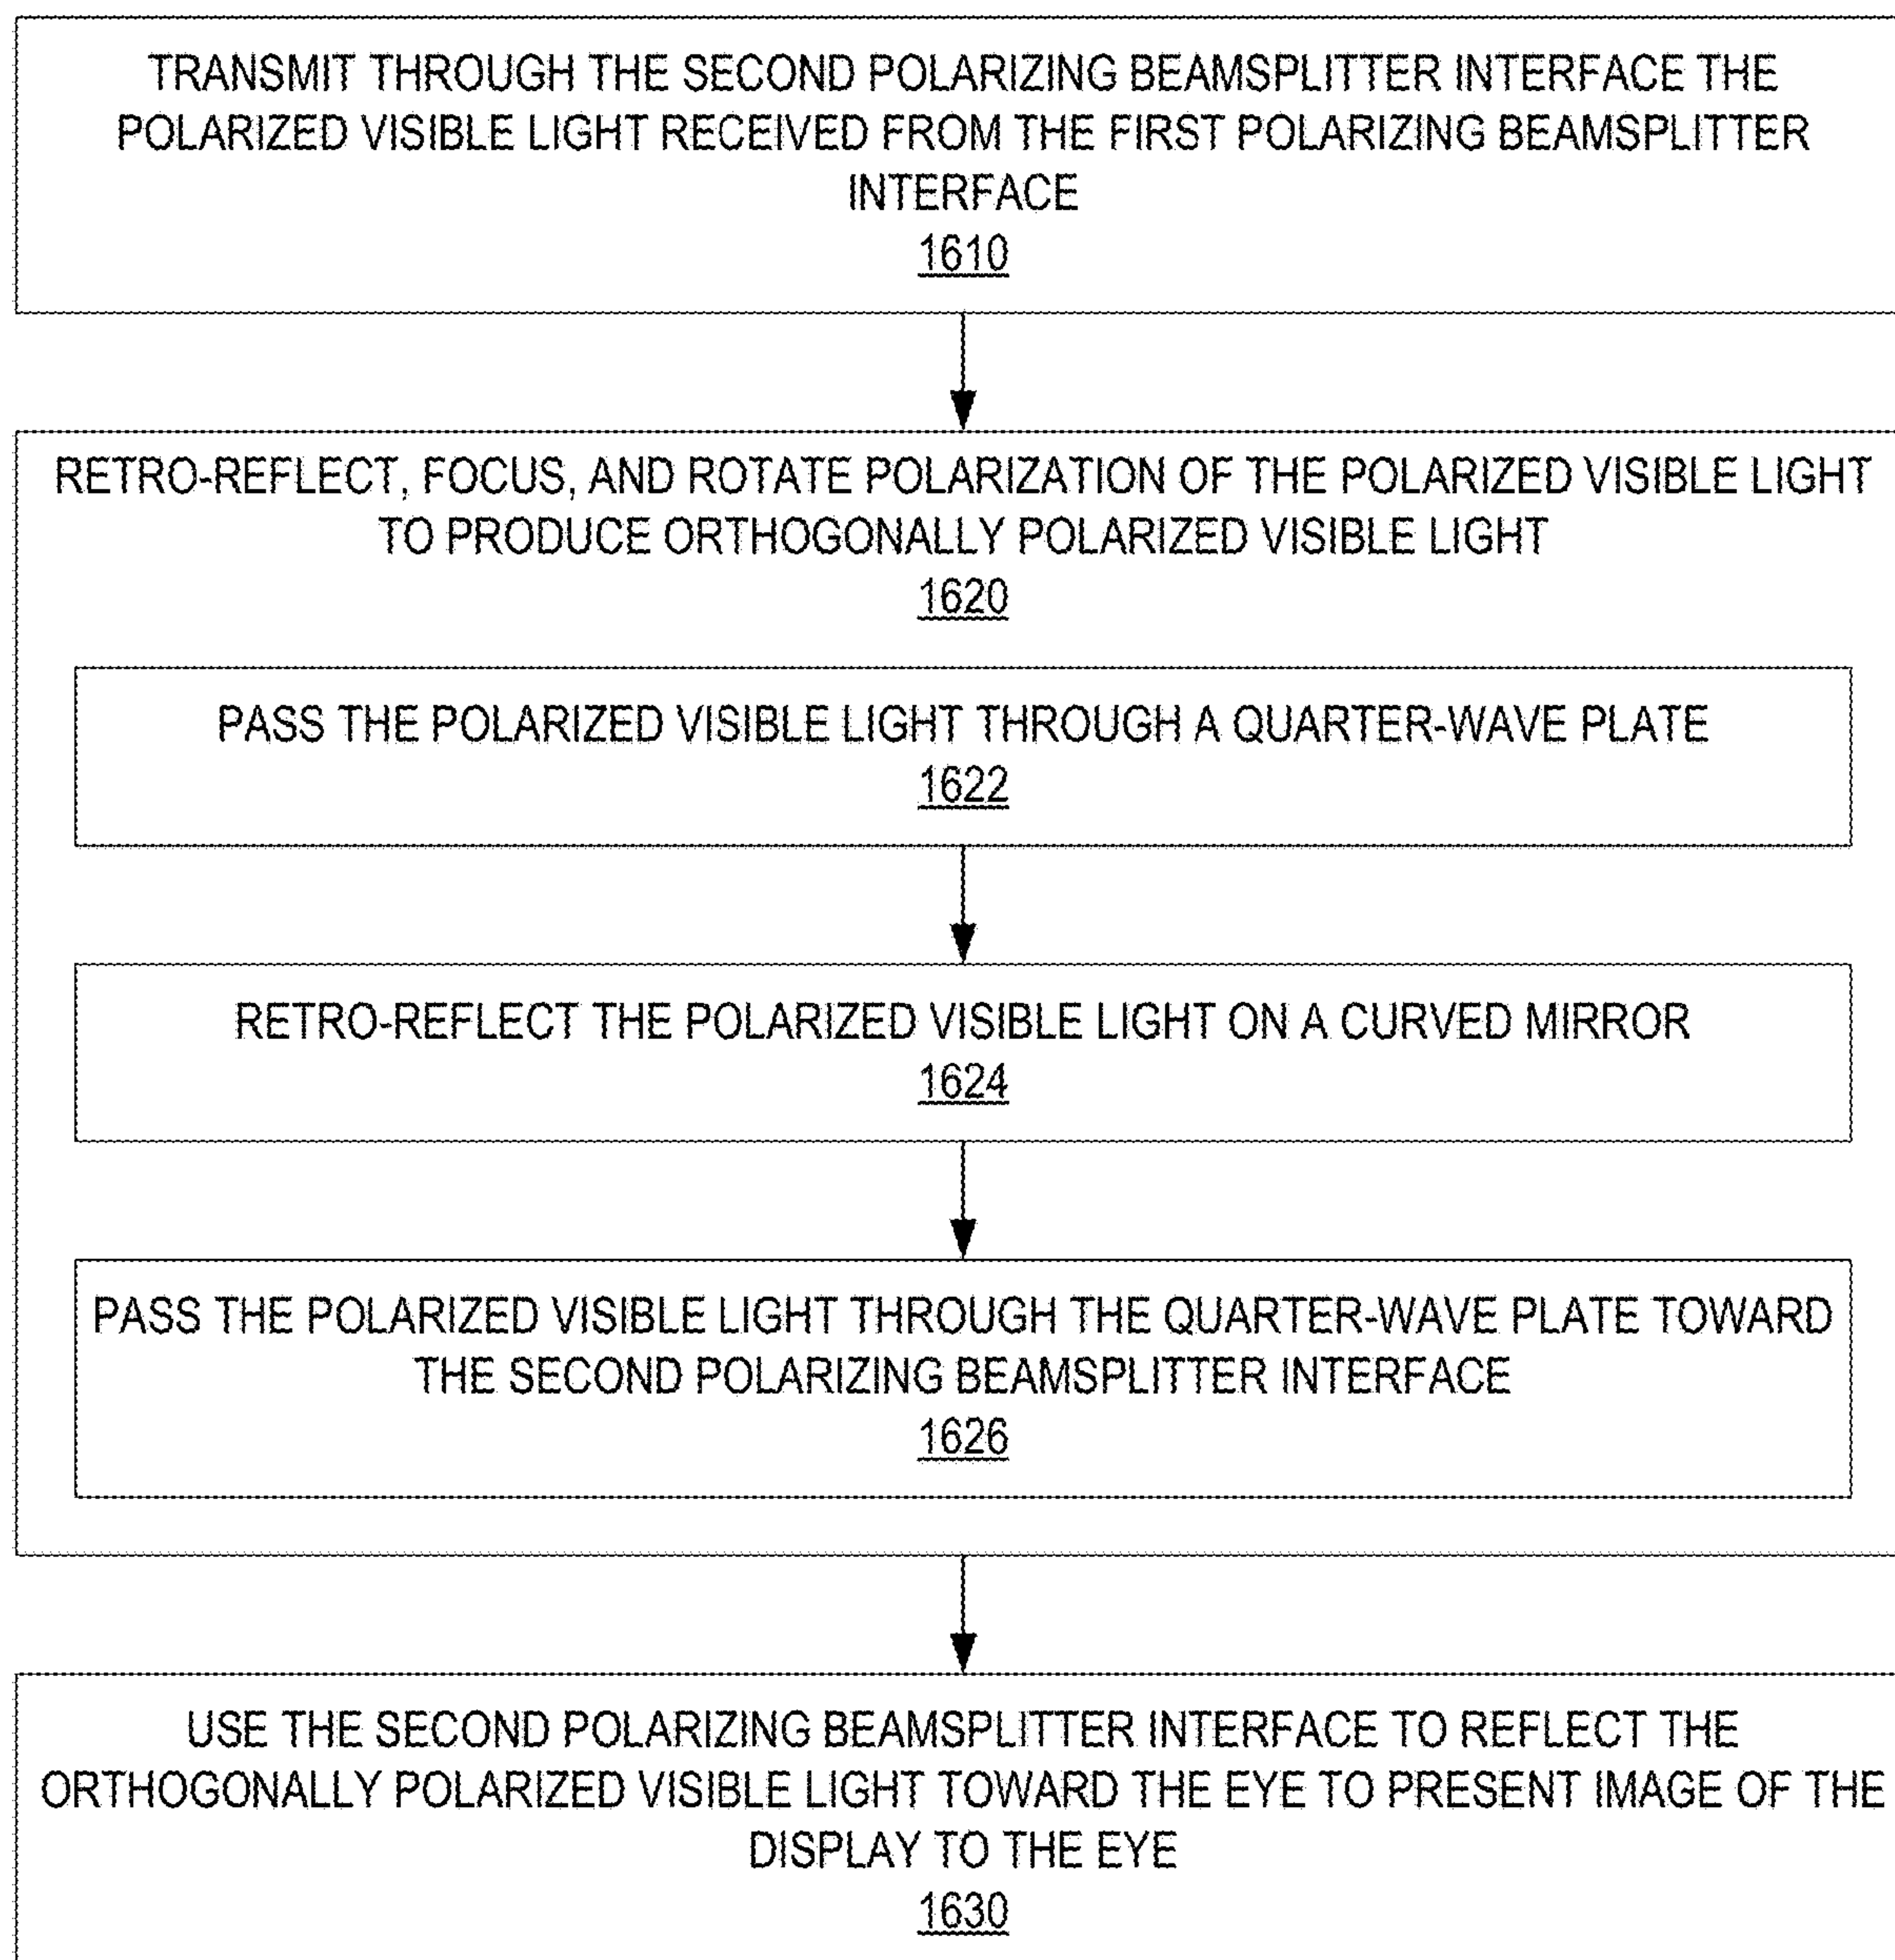 TRANSMIT THROUGH THE SECOND POLARIZING BEAMSPLITTER INTERFACE THE
POLARIZED VISIBLE LIGHT RECEIVED FROM THE FIRST POLARIZING BEAMSPLITTER
INTERFACE
1610
RETRO-REFLECT, FOCUS, AND ROTATE POLARIZATION OF THE POLARIZED VISIBLE LIGHT
TO PRODUCE ORTHOGONALLY POLARIZED VISIBLE LIGHT
1620
PASS THE POLARIZED VISIBLE LIGHT THROUGH A QUARTER-WAVE PLATE
1622
RETRO-REFLECT THE POLARIZED VISIBLE LIGHT ON A CURVED MIRROR
1624
PASS THE POLARIZED VISIBLE LIGHT THROUGH THE QUARTER-WAVE PLATE TOWARD
THE SECOND POLARIZING BEAMSPLITTER INTERFACE
1626
USE THE SECOND POLARIZING BEAMSPLITTER INTERFACE TO REFLECT THE
ORTHOGONALLY POLARIZED VISIBLE LIGHT TOWARD THE EYE TO PRESENT IMAGE OF THE
DISPLAY TO THE EYE
1630